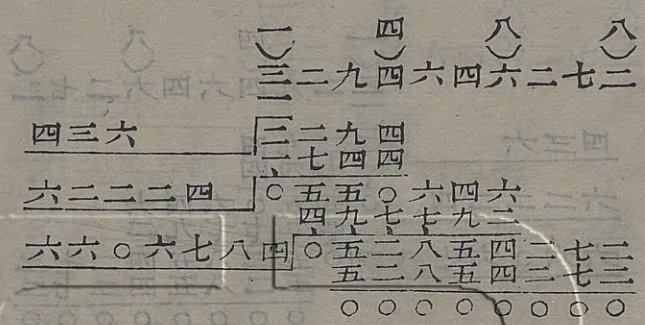 一） 四） 八） 八）
三二九四六四六二七二
一
四三六 二二九四
一七四四
六二二二四 ○五五○六四六
四九七七九二
六六○六七八四 ○五二八五四二七二
五二八五四二七二
○○○○○○○○